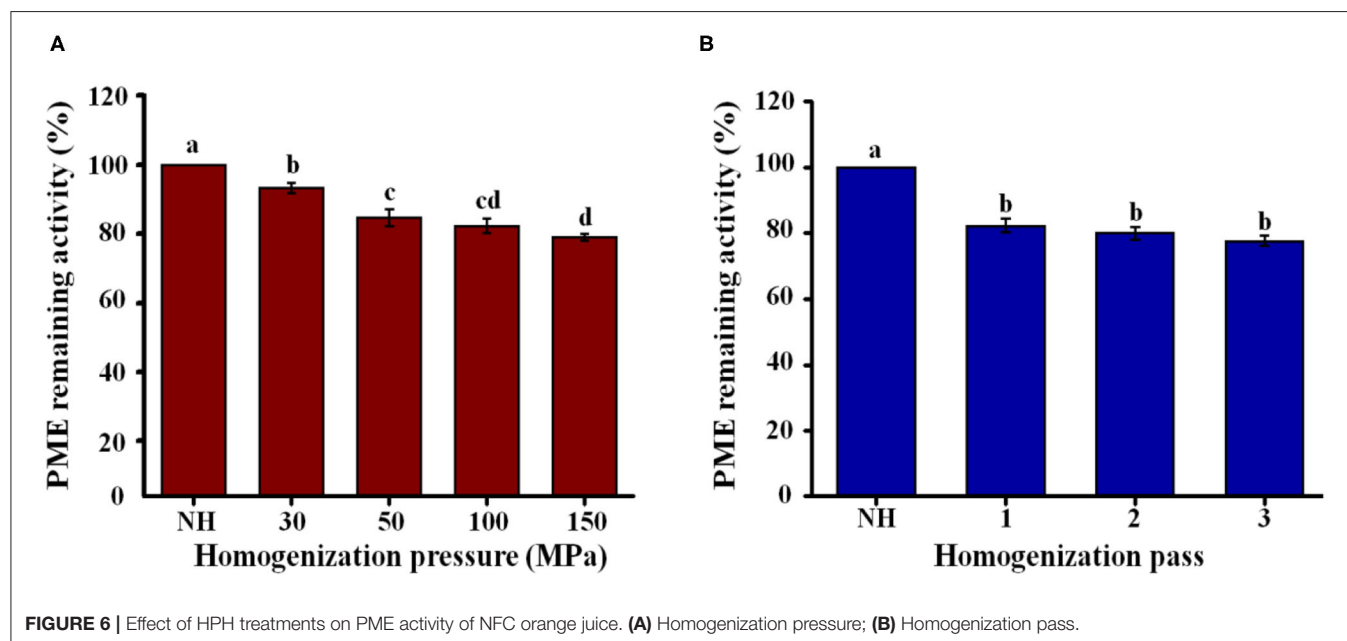 A
PME remaining activity (%)
120
100
80
60
40
20
0
a
b
c
cd
d
NH 30 50 100 150
Homogenization pressure (MPa)
B
PME remaining activity (%)
120
100
80
60
40
20
0
a
b
b
b
NH 1 2 3
Homogenization pass
FIGURE 6 | Effect of HPH treatments on PME activity of NFC orange juice. (A) Homogenization pressure; (B) Homogenization pass.